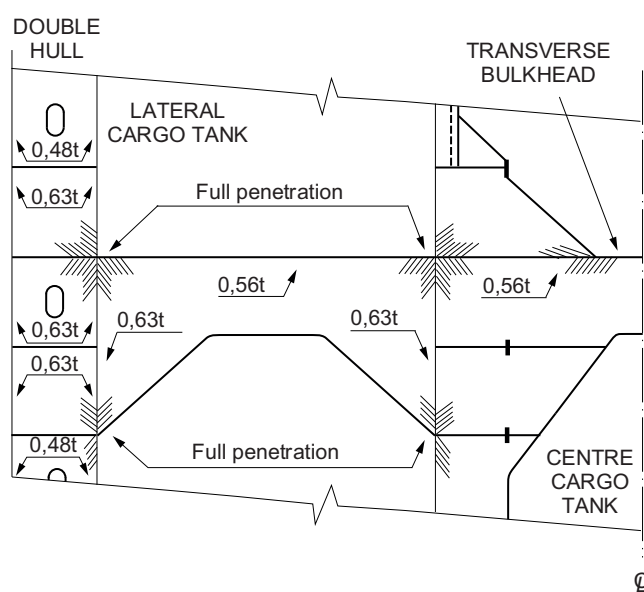 DOUBLE
HULL
TRANSVERSE
BULKHEAD
LATERAL
CARGO TANK
0,48t
0,63t
Full penetration
0,56t
0,56t
0,63t
0,63t
0,63t
0,63t
Full penetration
0,48t
CENTRE
CARGO
TANK
℄